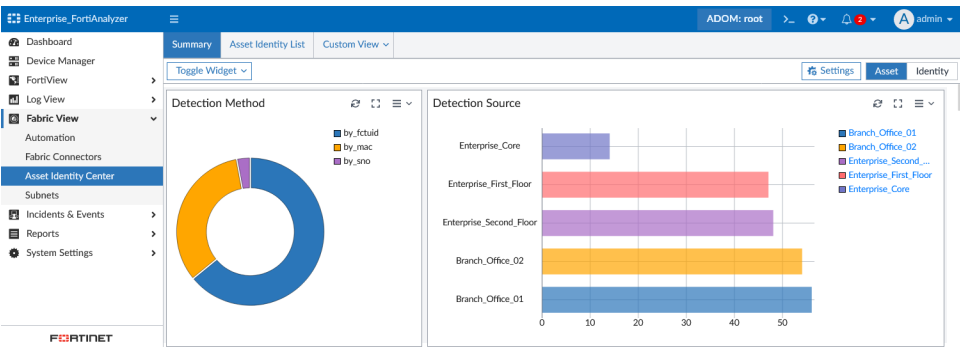 Enterprise_FortiAnalyzer
ADOM: root
>_
?
2
A admin
Dashboard
Device Manager
FortiView
Log View
Fabric View
Automation
Fabric Connectors
Asset Identity Center
Subnets
Incidents & Events
Reports
System Settings
FORTINET
Summary
Asset Identity List
Custom View
Toggle Widget
Settings
Asset
Identity
Detection Method
by_fctuid
by_mac
by_sno
Detection Source
Enterprise_Core
Enterprise_First_Floor
Enterprise_Second_Floor
Branch_Office_02
Branch_Office_01
0 10 20 30 40 50
Branch_Office_01
Branch_Office_02
Enterprise_Second_...
Enterprise_First_Floor
Enterprise_Core